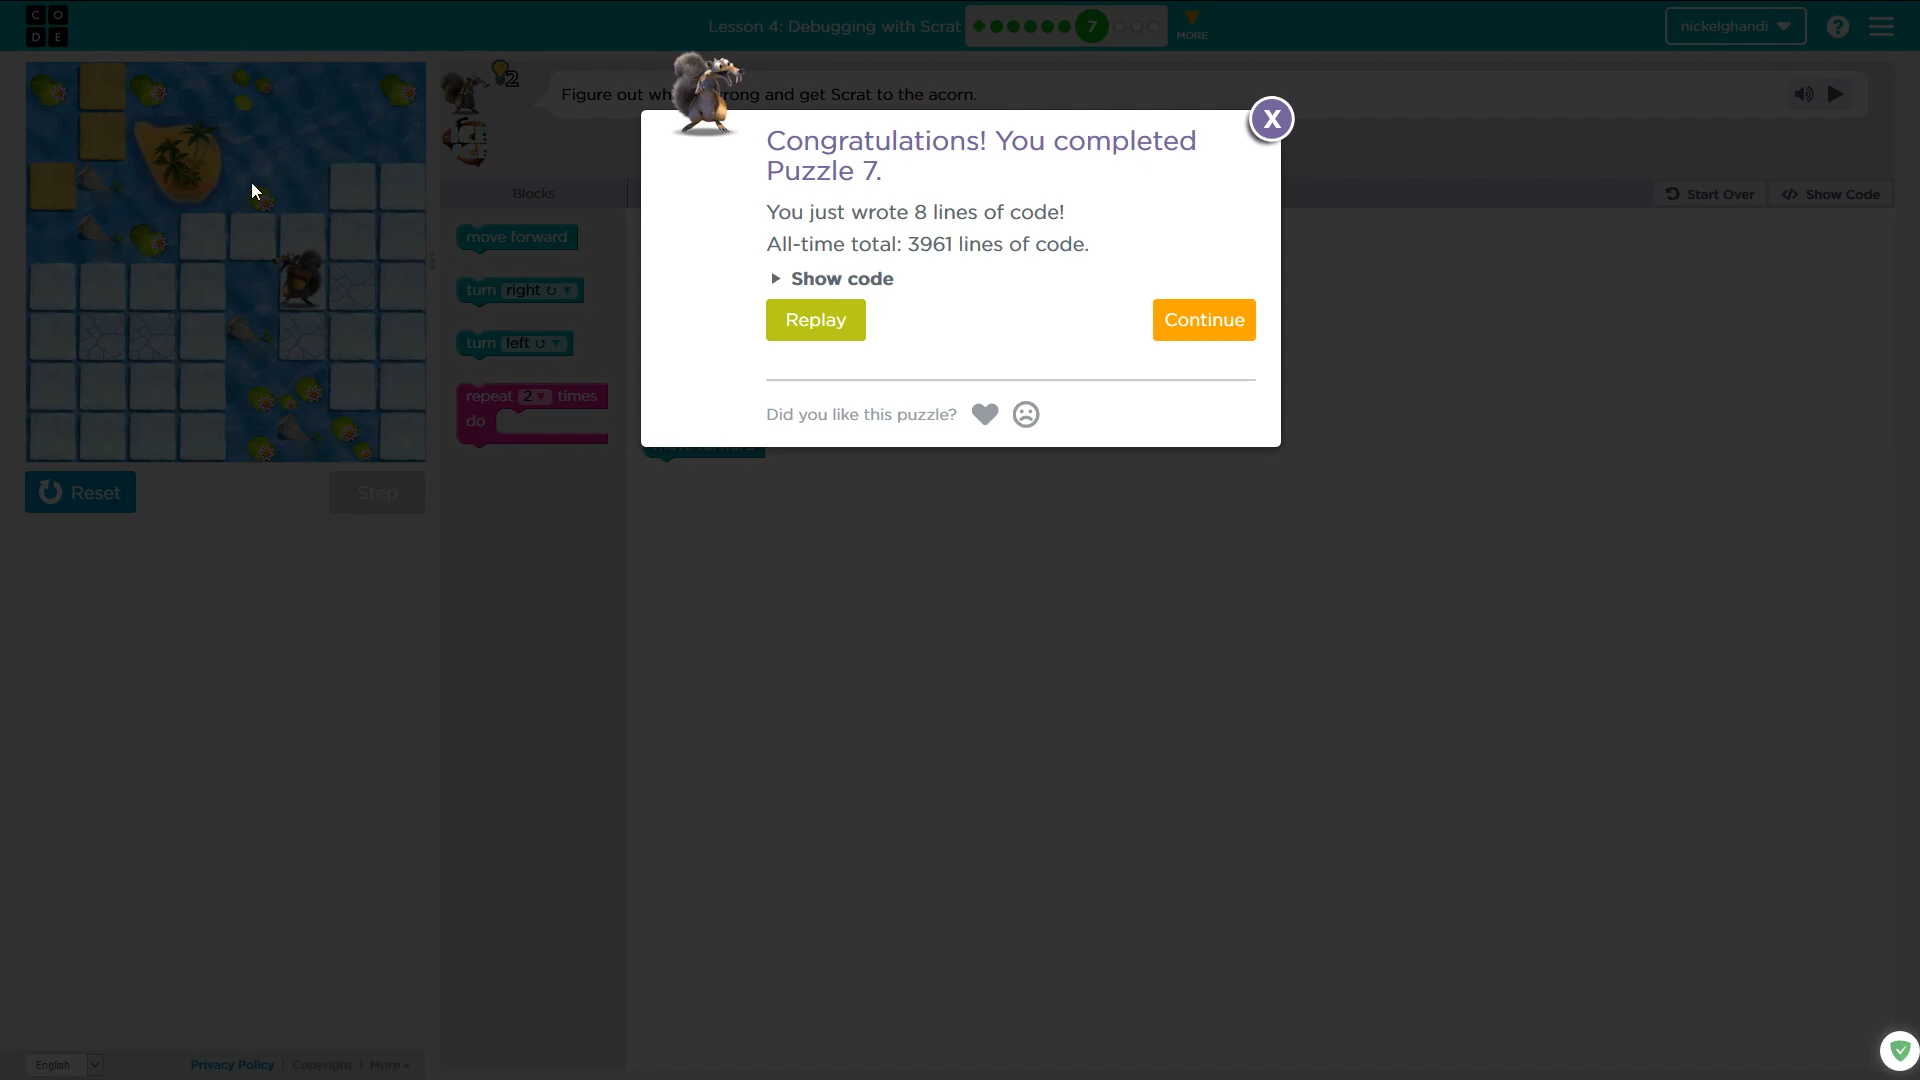 C O
D E
Lesson 4: Debugging with Scrat
7
MORE
nickelghandi
?
2
Figure out wh rong and get Scrat to the acorn.
X
Congratulations! You completed
Puzzle 7.
You just wrote 8 lines of code!
All-time total: 3961 lines of code.
Show code
Replay
Continue
Did you like this puzzle?
Blocks
Start Over
Show Code
move forward
turn right
turn left
repeat 2 times
do
move forward
Reset
Step
English
Privacy Policy | Copyright | More